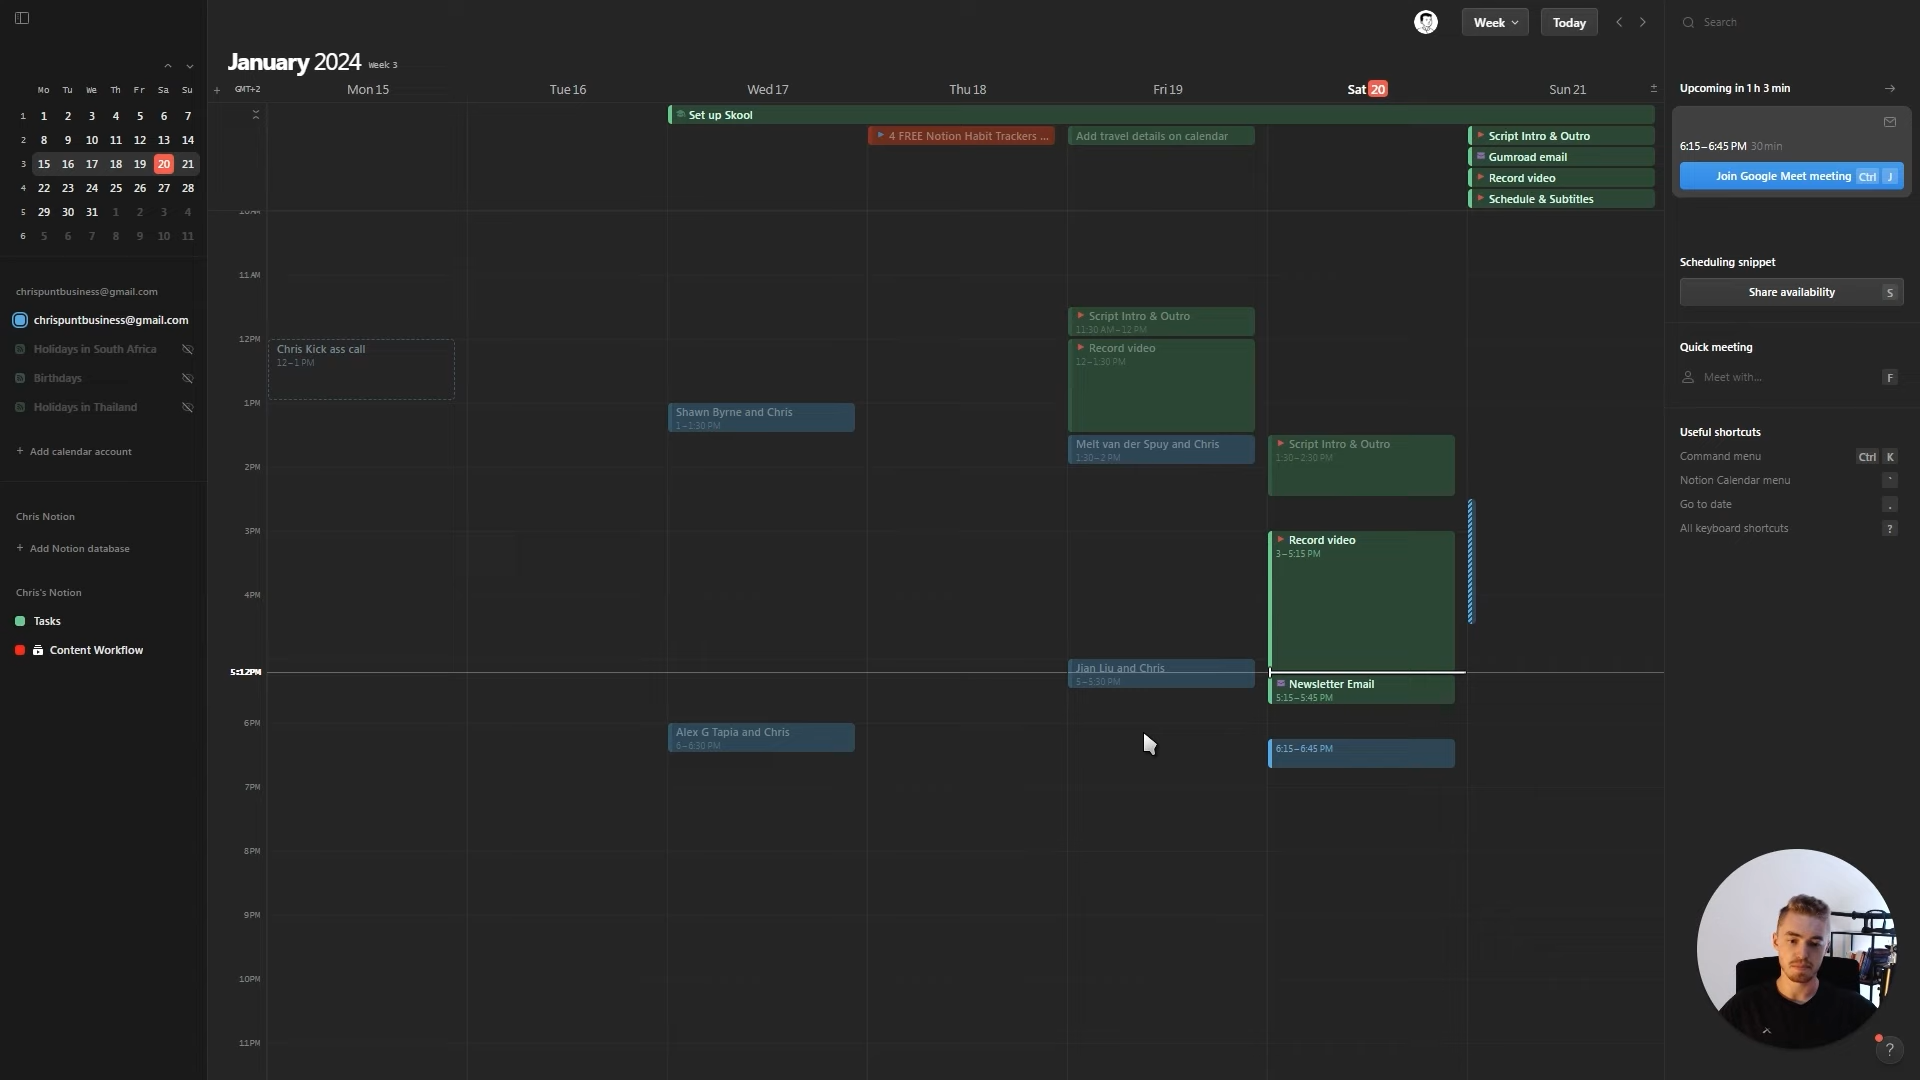 Week
Today
Search
January 2024 Week 3
Mo Tu We Th Fr Sa Su
1 1 2 3 4 5 6 7
2 8 9 10 11 12 13 14
3 15 16 17 18 19 20 21
4 22 23 24 25 26 27 28
5 29 30 31 1 2 3 4
6 5 6 7 8 9 10 11
chrispuntbusiness@gmail.com
chrispuntbusiness@gmail.com
Holidays in South Africa
Birthdays
Holidays in Thailand
+ Add calendar account
Chris Notion
+ Add Notion database
Chris's Notion
Tasks
Content Workflow
+ GMT+2 Mon 15 Tue 16 Wed 17 Thu 18 Fri 19 Sat 20 Sun 21
Set up Skool
4 FREE Notion Habit Trackers ...
Add travel details on calendar
Script Intro & Outro
Gumroad email
Record video
Schedule & Subtitles
10AM
11AM
12PM
1PM
2PM
3PM
4PM
5:12PM
6PM
7PM
8PM
9PM
10PM
11PM
Chris Kick ass call
12–1 PM
Shawn Byrne and Chris
1–1:30 PM
Alex G Tapia and Chris
6–6:30 PM
Script Intro & Outro
11:30 AM–12 PM
Record video
12–1:30 PM
Melt van der Spuy and Chris
1:30–2 PM
Jian Liu and Chris
5–5:30 PM
Script Intro & Outro
1:30–2:30 PM
Record video
3–5:15 PM
Newsletter Email
5:15–5:45 PM
6:15–6:45 PM
Upcoming in 1 h 3 min
6:15–6:45 PM 30min
Join Google Meet meeting Ctrl J
Scheduling snippet
Share availability S
Quick meeting
Meet with... F
Useful shortcuts
Command menu Ctrl K
Notion Calendar menu `
Go to date .
All keyboard shortcuts ?
?